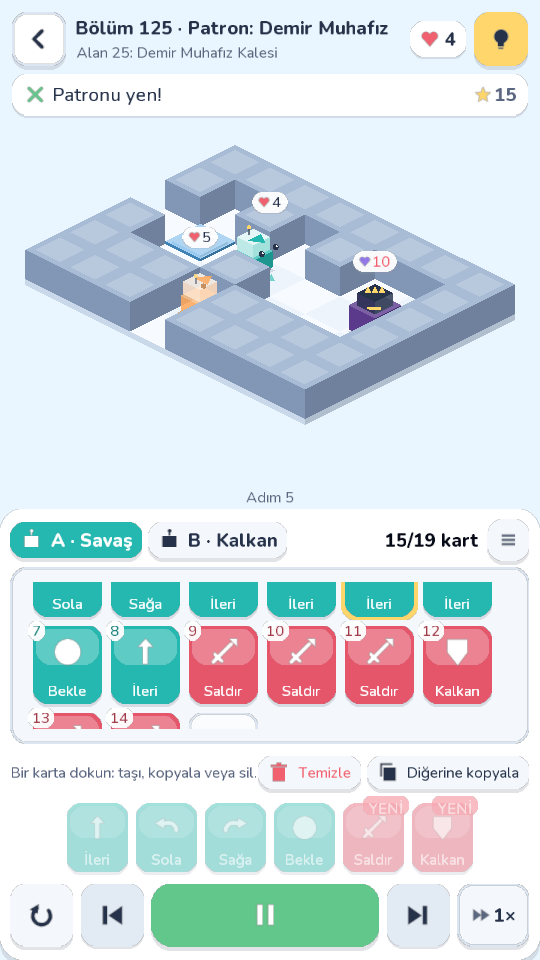 Bölüm 125 · Patron: Demir Muhafız
Alan 25: Demir Muhafız Kalesi
4
Patronu yen!
15
4
5
10
Adım 5
A · Savaş
B · Kalkan
15/19 kart
Sola
Sağa
İleri
İleri
İleri
İleri
7
Bekle
8
İleri
9
Saldır
10
Saldır
11
Saldır
12
Kalkan
13
14
Bir karta dokun: taşı, kopyala veya sil.
Temizle
Diğerine kopyala
İleri
Sola
Sağa
Bekle
YENİ
Saldır
YENİ
Kalkan
1×